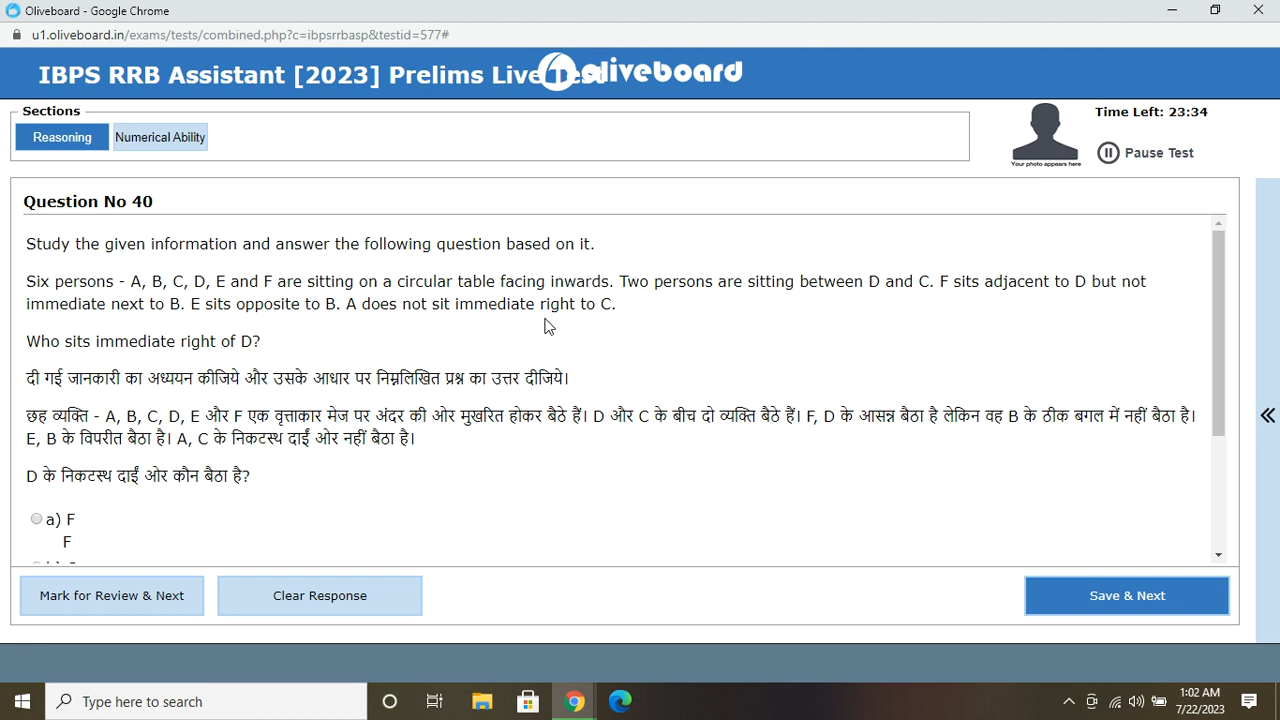 Oliveboard - Google Chrome
u1.oliveboard.in/exams/tests/combined.php?c=ibpsrrbasp&testid=577#
IBPS RRB Assistant [2023] Prelims Live Test
oliveboard
Sections
Reasoning
Numerical Ability
Your photo appears here
Time Left: 23:34
Pause Test
Question No 40
Study the given information and answer the following question based on it.
Six persons - A, B, C, D, E and F are sitting on a circular table facing inwards. Two persons are sitting between D and C. F sits adjacent to D but not
immediate next to B. E sits opposite to B. A does not sit immediate right to C.
Who sits immediate right of D?
दी गई जानकारी का अध्ययन कीजिये और उसके आधार पर निम्नलिखित प्रश्न का उत्तर दीजिये।
छह व्यक्ति - A, B, C, D, E और F एक वृत्ताकार मेज पर अंदर की ओर मुखरित होकर बैठे हैं। D और C के बीच दो व्यक्ति बैठे हैं। F, D के आसन्न बैठा है लेकिन वह B के ठीक बगल में नहीं बैठा है।
E, B के विपरीत बैठा है। A, C के निकटस्थ दाईं ओर नहीं बैठा है।
D के निकटस्थ दाईं ओर कौन बैठा है?
a) F
F
Mark for Review & Next
Clear Response
Save & Next
Type here to search
1:02 AM
7/22/2023